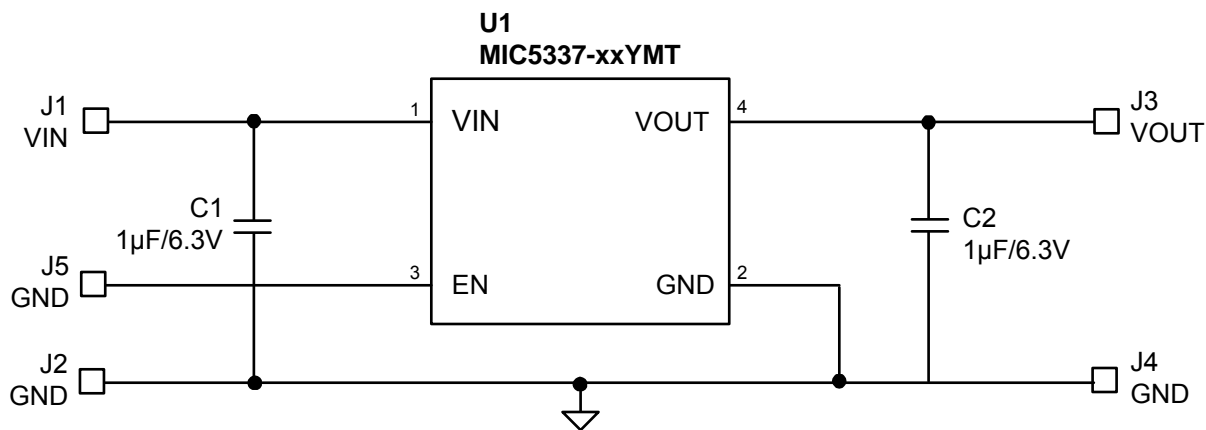 U1
MIC5337-xxYMT
J1
VIN
1
VIN
VOUT
4
J3
VOUT
C1
1µF/6.3V
C2
1µF/6.3V
J5
GND
3
EN
GND
2
J2
GND
J4
GND